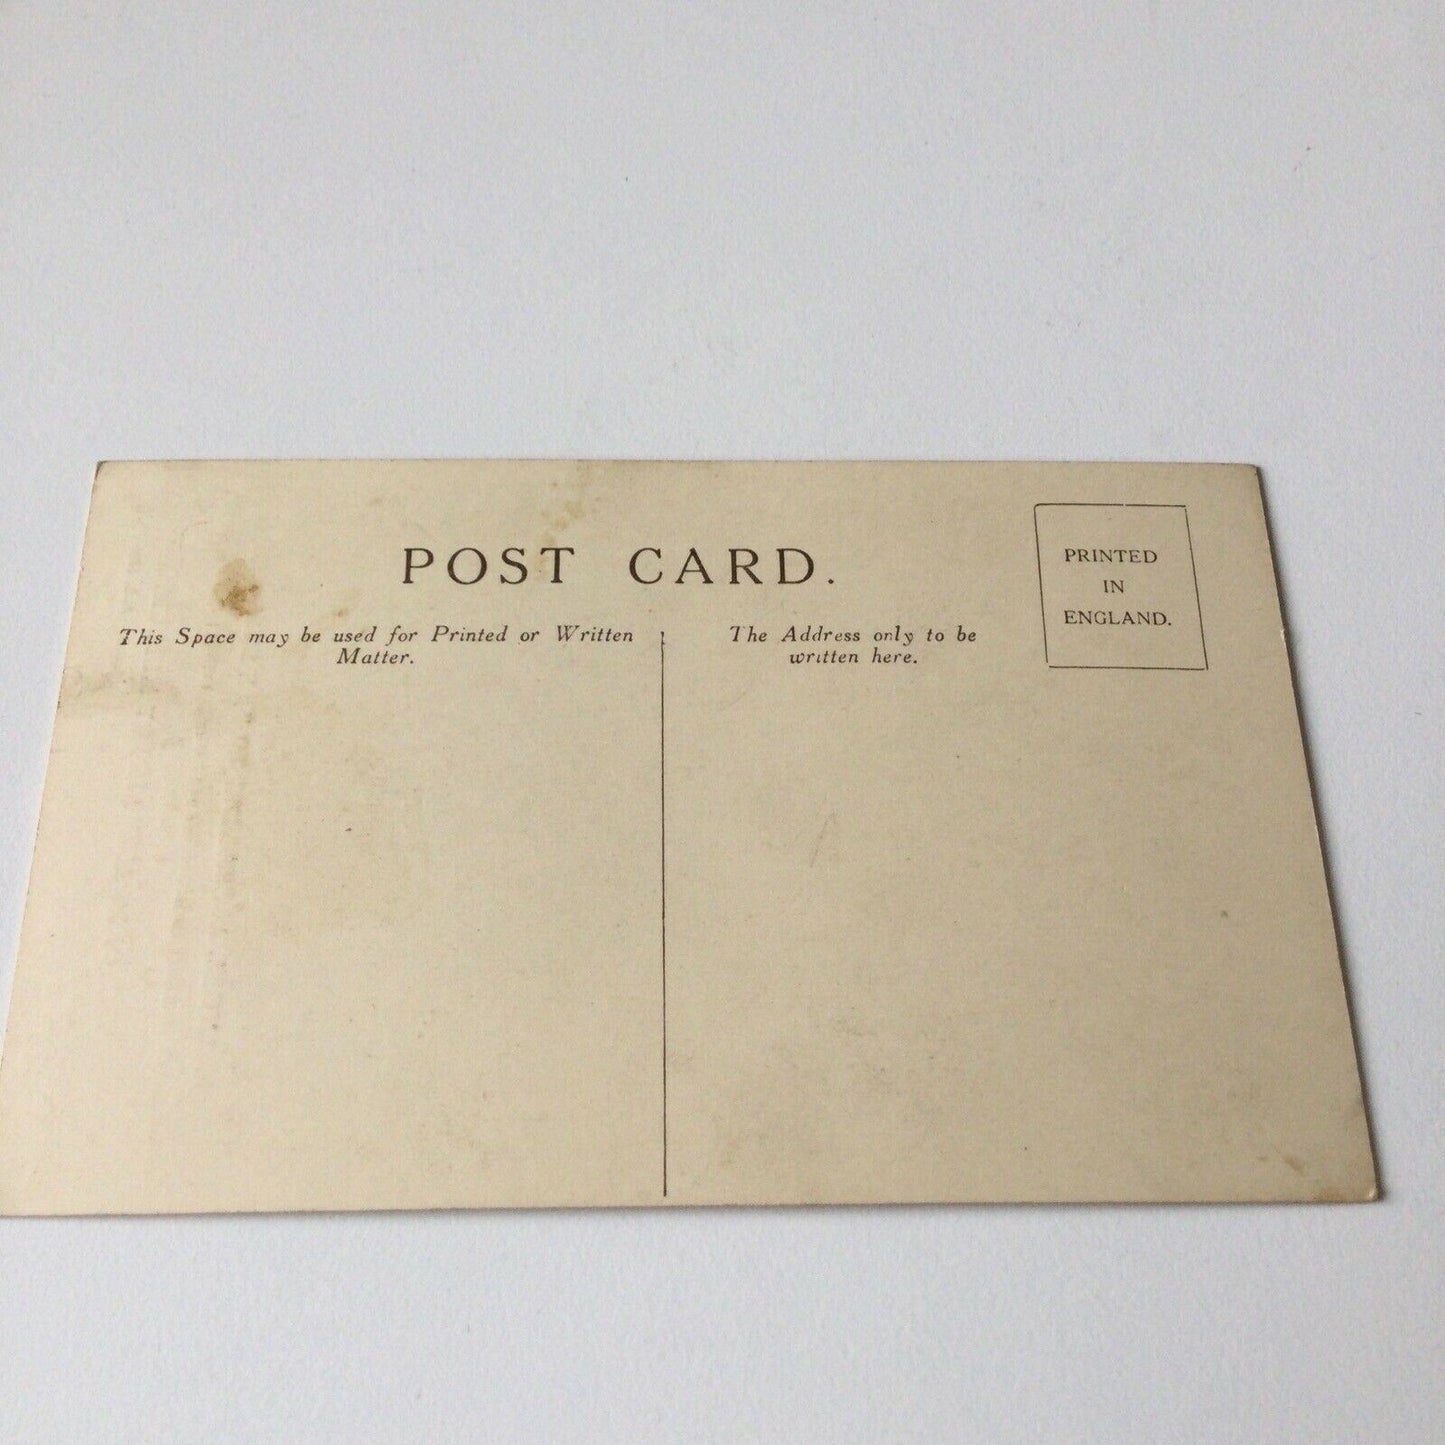 POST CARD.
PRINTED
IN
ENGLAND.
This Space may be used for Printed or Written
Matter.
The Address only to be
written here.